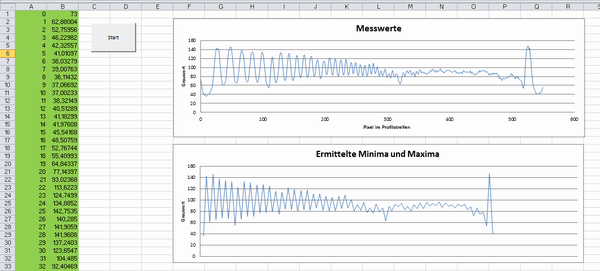 A B C D E F G H I J K L M N O P Q R S
1 0 73
2 1 62,88004
3 2 52,75956
4 3 46,22982
5 4 42,32557
6 5 41,01037
7 6 38,03279
8 7 39,00763
9 8 36,11432
10 9 37,06692
11 10 37,00233
12 11 38,32149
13 12 40,51289
14 13 41,18299
15 14 41,97608
16 15 45,54168
17 16 48,50759
18 17 52,76744
19 18 55,40993
20 19 64,84337
21 20 77,14397
22 21 93,02368
23 22 113,6223
24 23 124,7499
25 24 134,8852
26 25 142,7535
27 26 140,285
28 27 141,9059
29 28 141,9608
30 29 137,2403
31 30 123,6547
32 31 104,485
33 32 92,40469
Start
Messwerte
Grauwert
160
140
120
100
80
60
40
20
0
0 100 200 300 400 500 600
Pixel im Profilstreifen
Ermittelte Minima und Maxima
Grauwert
160
140
120
100
80
60
40
20
0